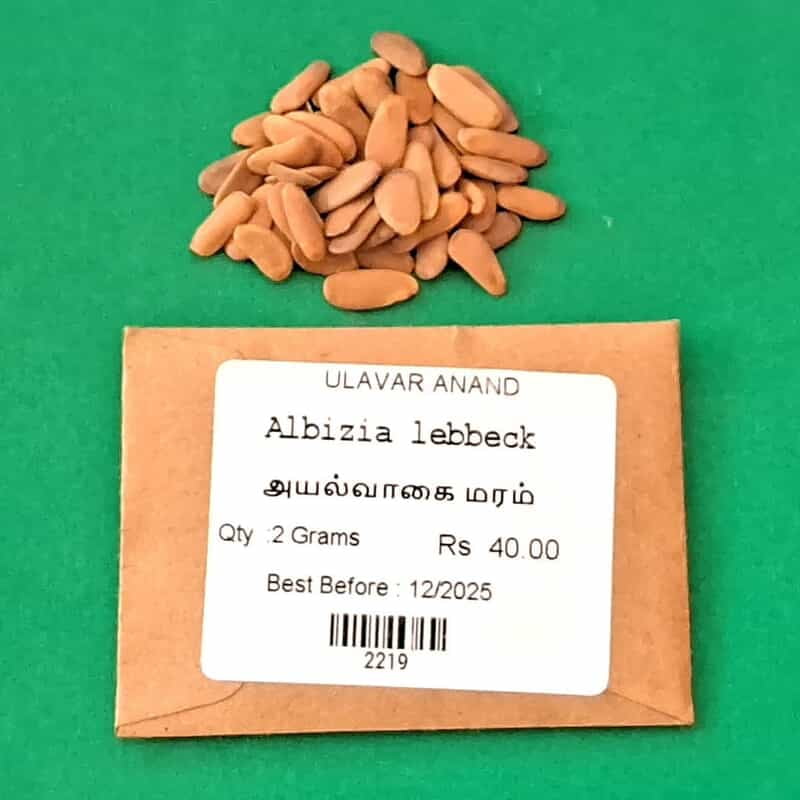 ULAVAR ANAND
Albizia lebbeck
அயல்வாகை மரம்
Qty :2 Grams Rs 40.00
Best Before : 12/2025
2219